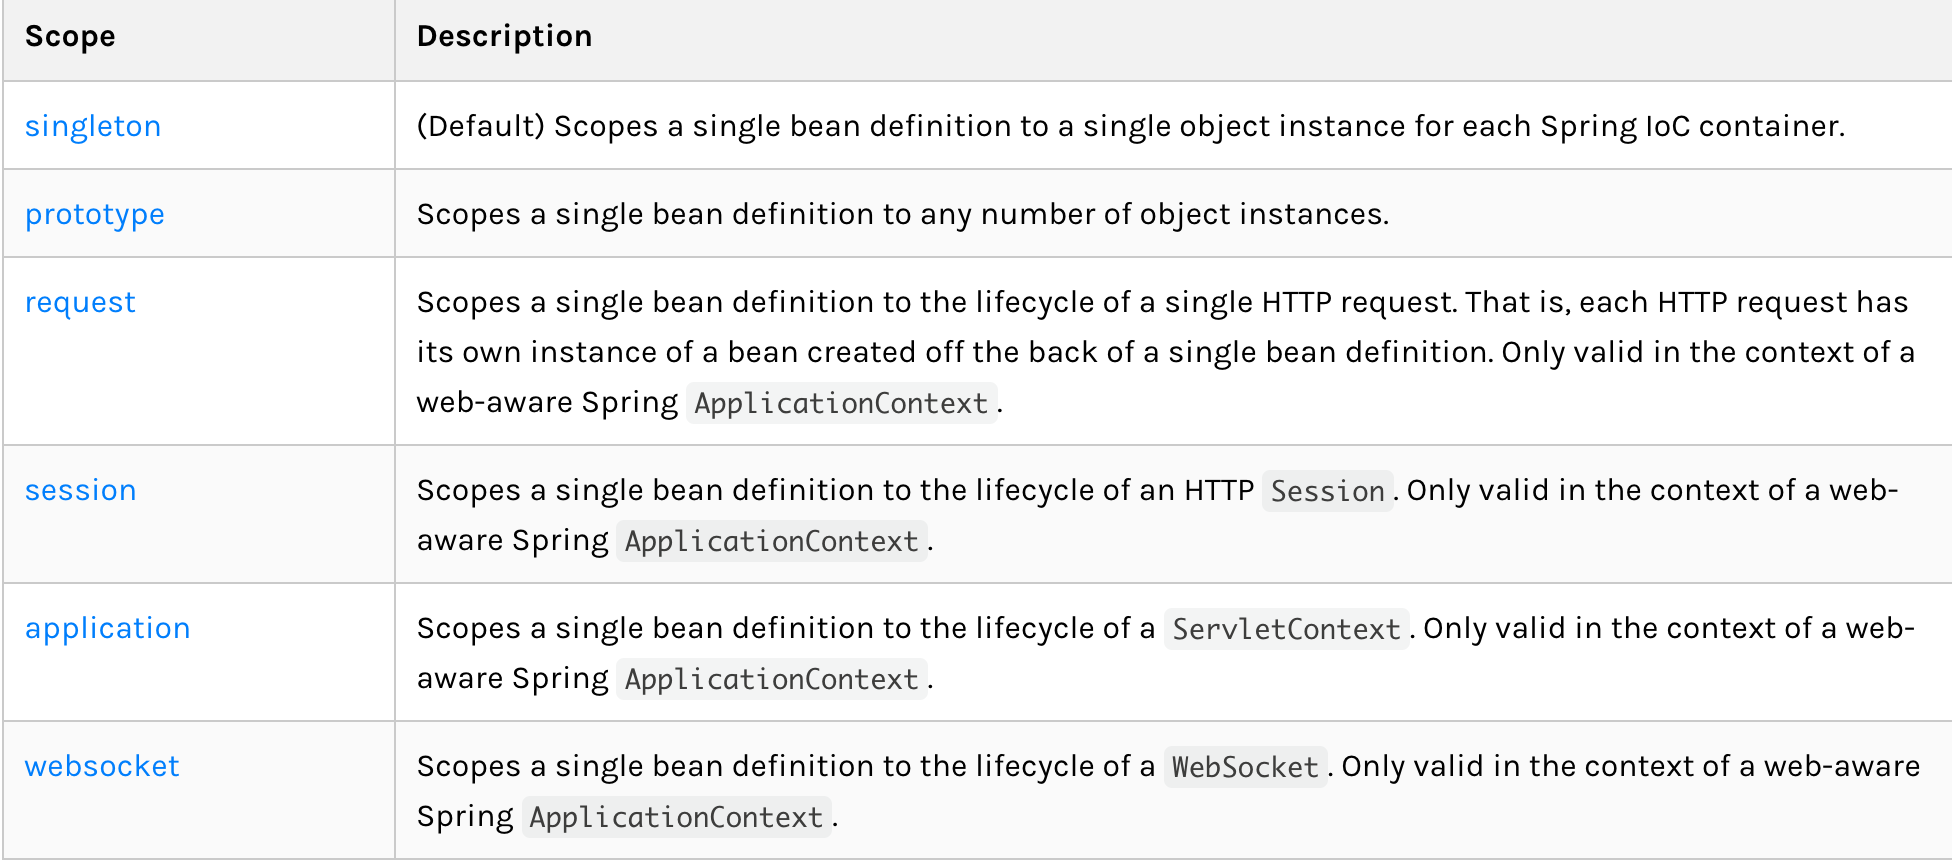 Scope Description
singleton (Default) Scopes a single bean definition to a single object instance for each Spring IoC container.
prototype Scopes a single bean definition to any number of object instances.
request Scopes a single bean definition to the lifecycle of a single HTTP request. That is, each HTTP request has
its own instance of a bean created off the back of a single bean definition. Only valid in the context of a
web-aware Spring ApplicationContext.
session Scopes a single bean definition to the lifecycle of an HTTP Session. Only valid in the context of a web-
aware Spring ApplicationContext.
application Scopes a single bean definition to the lifecycle of a ServletContext. Only valid in the context of a web-
aware Spring ApplicationContext.
websocket Scopes a single bean definition to the lifecycle of a WebSocket. Only valid in the context of a web-aware
Spring ApplicationContext.